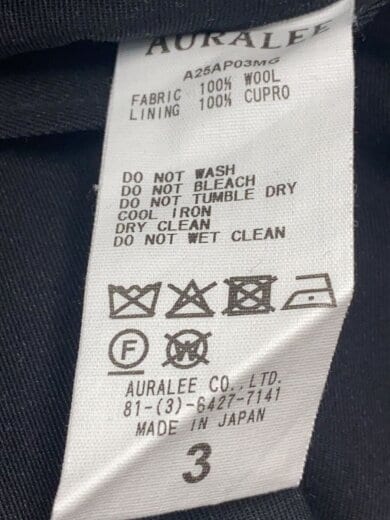 AURALEE
A25AP03MG
FABRIC 100% WOOL
LINING 100% CUPRO
DO NOT WASH
DO NOT BLEACH
DO NOT TUMBLE DRY
COOL IRON
DRY CLEAN
DO NOT WET CLEAN
F W
AURALEE CO.,LTD.
81-(3)-6427-7141
MADE IN JAPAN
3